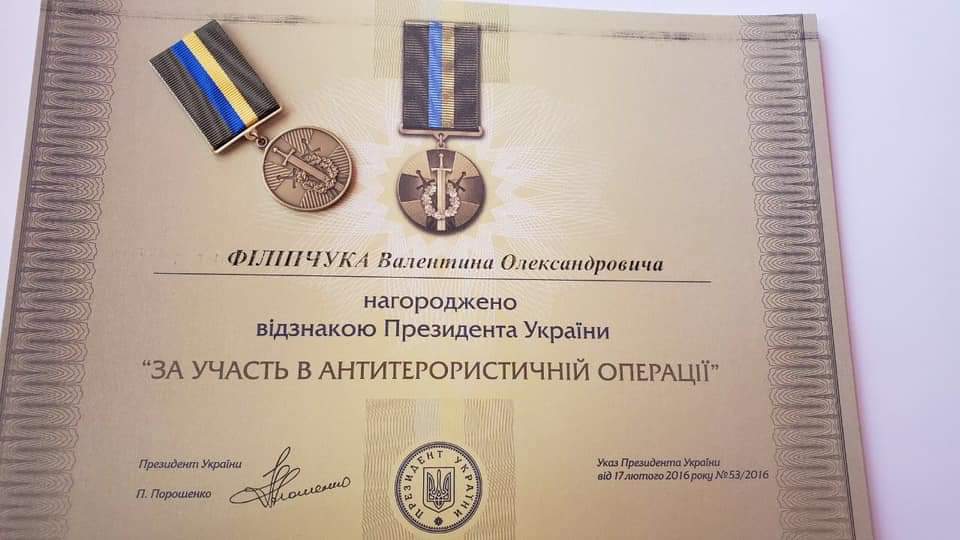 ФІЛІПЧУКА Валентина Олександровича
нагороджено
відзнакою Президента України
“ЗА УЧАСТЬ В АНТИТЕРОРИСТИЧНІЙ ОПЕРАЦІЇ”
Президент України
П. Порошенко
ПРЕЗИДЕНТ УКРАЇНИ
Указ Президента України
від 17 лютого 2016 року №53/2016